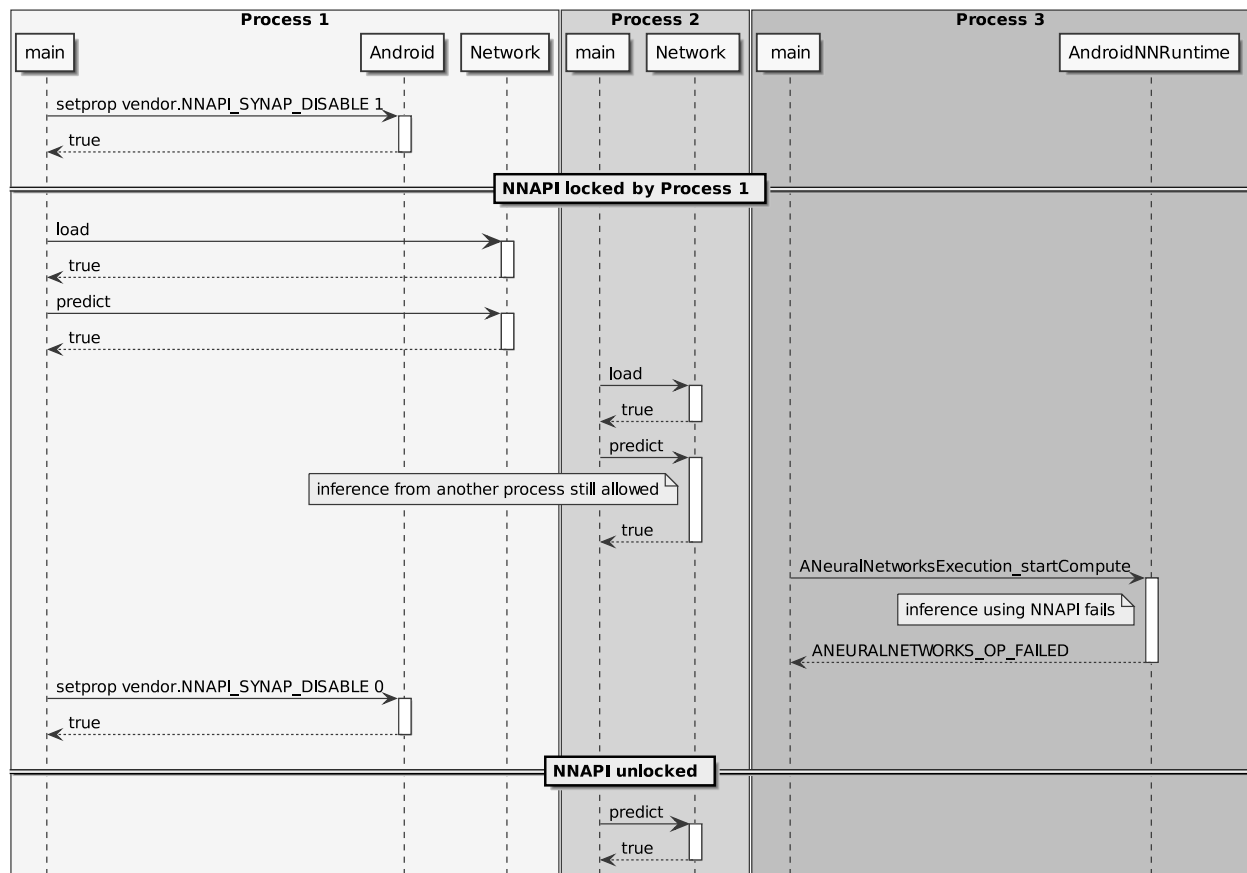 Process 1
Process 2
Process 3
main
Android
Network
main
Network
main
AndroidNNRuntime
setprop vendor.NNAPI_SYNAP_DISABLE 1
true
NNAPI locked by Process 1
load
true
predict
true
load
true
predict
inference from another process still allowed
true
ANeuralNetworksExecution_startCompute
inference using NNAPI fails
ANEURALNETWORKS_OP_FAILED
setprop vendor.NNAPI_SYNAP_DISABLE 0
true
NNAPI unlocked
predict
true